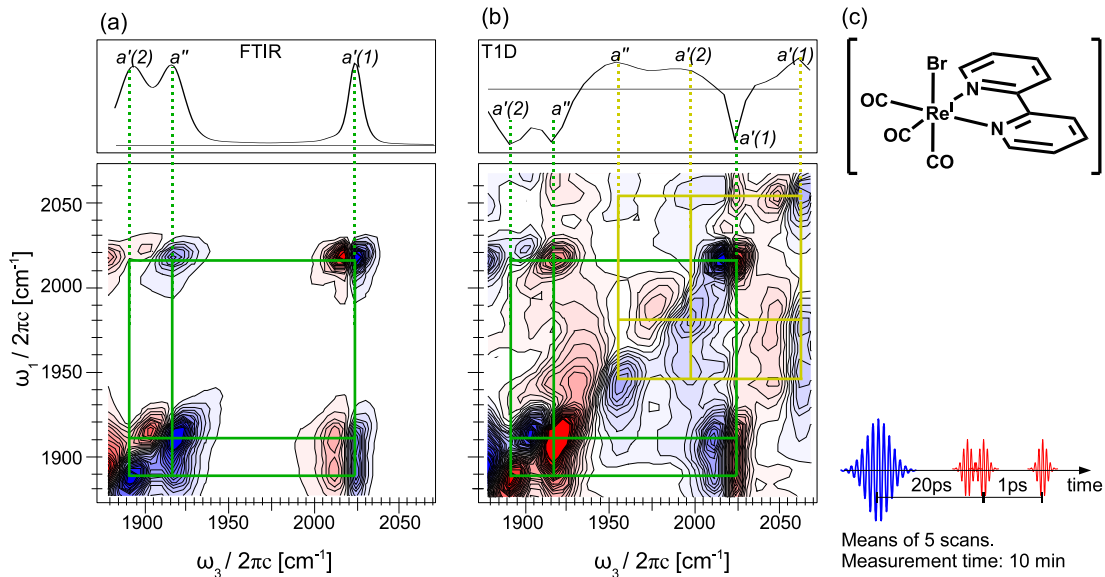 (a)
FTIR
a'(2)
a''
a'(1)
2050
2000
1950
1900
ω₁ / 2πc [cm⁻¹]
1900
1950
2000
2050
ω₃ / 2πc [cm⁻¹]
(b)
T1D
a''
a'(2)
a'(1)
a'(2)
a''
a'(1)
1900
1950
2000
2050
ω₃ / 2πc [cm⁻¹]
(c)
Br
N
OC
Reᴵ
OC
N
CO
20ps
1ps
time
Means of 5 scans.
Measurement time: 10 min